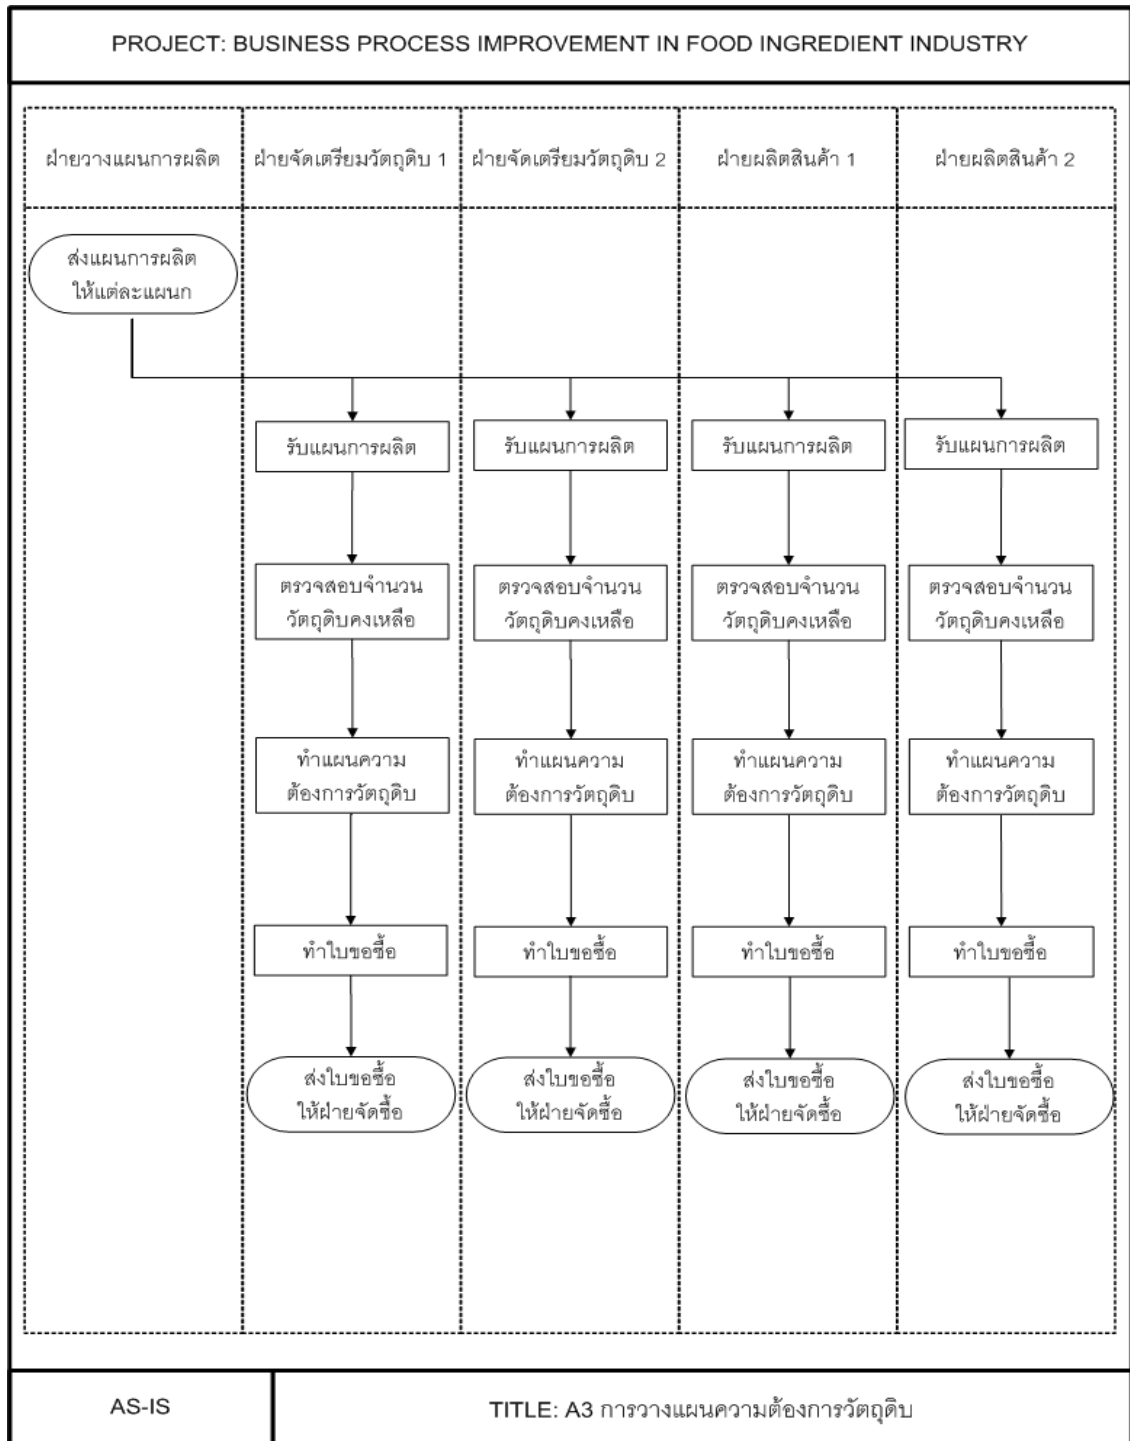 PROJECT: BUSINESS PROCESS IMPROVEMENT IN FOOD INGREDIENT INDUSTRY
ฝ่ายวางแผนการผลิต
ฝ่ายจัดเตรียมวัตถุดิบ 1
ฝ่ายจัดเตรียมวัตถุดิบ 2
ฝ่ายผลิตสินค้า 1
ฝ่ายผลิตสินค้า 2
ส่งแผนการผลิต
ให้แต่ละแผนก
รับแผนการผลิต
รับแผนการผลิต
รับแผนการผลิต
รับแผนการผลิต
ตรวจสอบจำนวน
วัตถุดิบคงเหลือ
ตรวจสอบจำนวน
วัตถุดิบคงเหลือ
ตรวจสอบจำนวน
วัตถุดิบคงเหลือ
ตรวจสอบจำนวน
วัตถุดิบคงเหลือ
ทำแผนความ
ต้องการวัตถุดิบ
ทำแผนความ
ต้องการวัตถุดิบ
ทำแผนความ
ต้องการวัตถุดิบ
ทำแผนความ
ต้องการวัตถุดิบ
ทำใบขอซื้อ
ทำใบขอซื้อ
ทำใบขอซื้อ
ทำใบขอซื้อ
ส่งใบขอซื้อ
ให้ฝ่ายจัดซื้อ
ส่งใบขอซื้อ
ให้ฝ่ายจัดซื้อ
ส่งใบขอซื้อ
ให้ฝ่ายจัดซื้อ
ส่งใบขอซื้อ
ให้ฝ่ายจัดซื้อ
AS-IS
TITLE: A3 การวางแผนความต้องการวัตถุดิบ